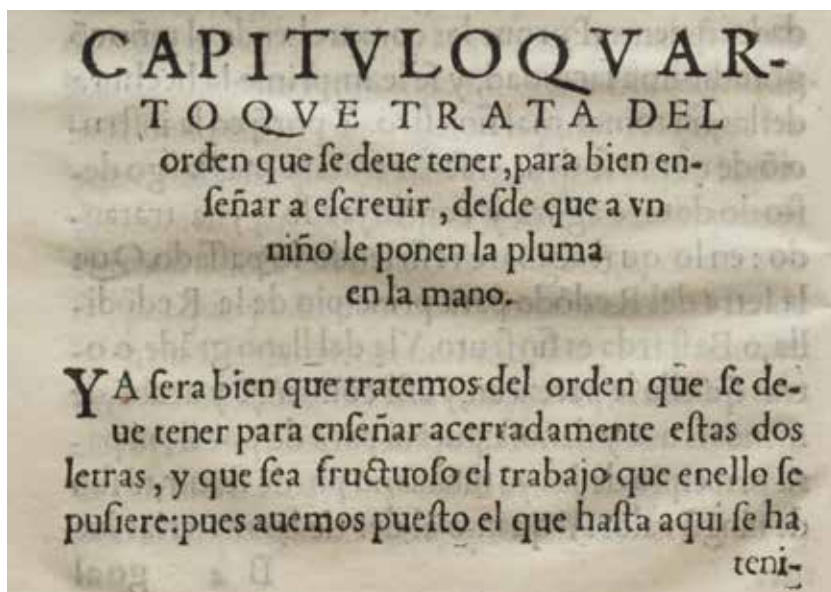 CAPITVLO QVAR-
TO QVE TRATA DEL
orden que ſe deue tener, para bien en-
ſeñar a eſcreuir, deſde que a vn
niño le ponen la pluma
en la mano.
YA ſera bien que tratemos del orden que ſe de-
ue tener para enſeñar acertadamente eſtas dos
letras, y que ſea fructuoſo el trabajo que enello ſe
puſiere: pues auemos pueſto el que haſta aqui ſe ha
teni-